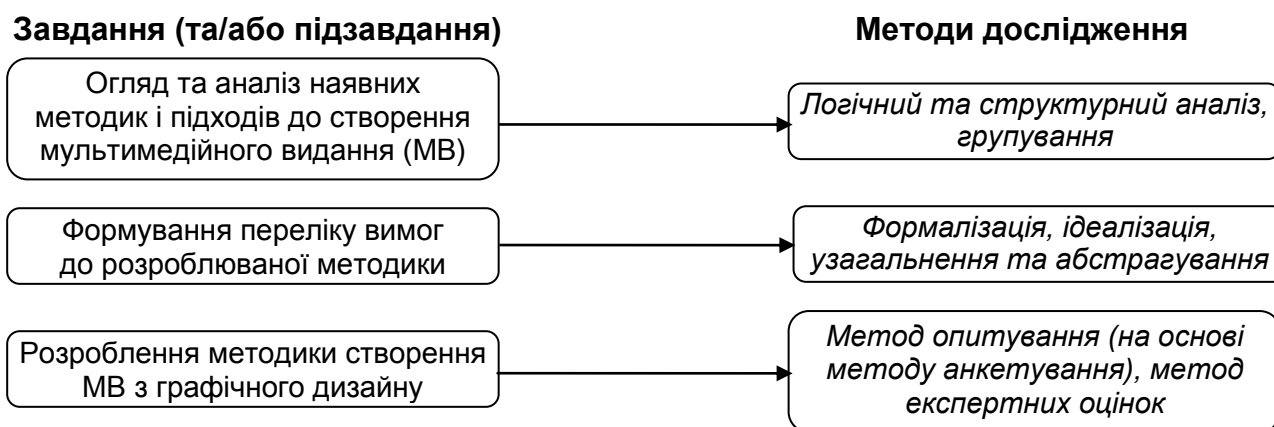 Завдання (та/або підзавдання)
Методи дослідження
Огляд та аналіз наявних
методик і підходів до створення
мультимедійного видання (МВ)
Логічний та структурний аналіз,
групування
Формування переліку вимог
до розроблюваної методики
Формалізація, ідеалізація,
узагальнення та абстрагування
Розроблення методики створення
МВ з графічного дизайну
Метод опитування (на основі
методу анкетування), метод
експертних оцінок